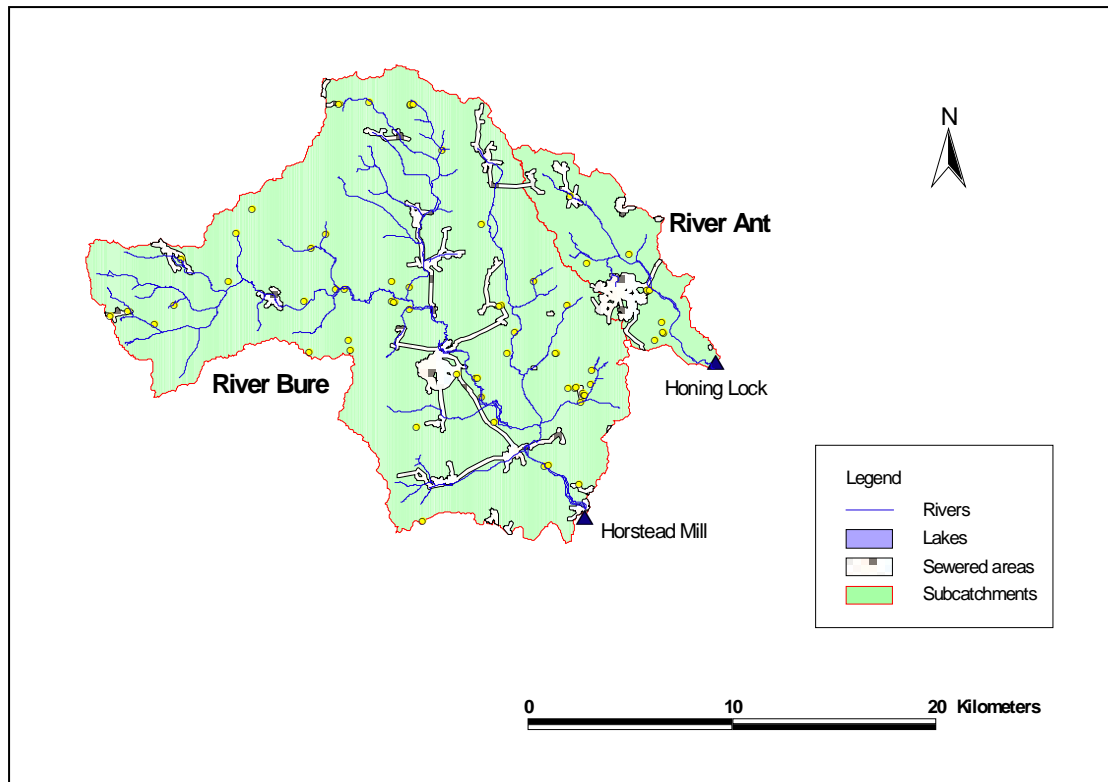 N
River Ant
River Bure
Honing Lock
Horstead Mill
Legend
Rivers
Lakes
Sewered areas
Subcatchments
0 10 20 Kilometers